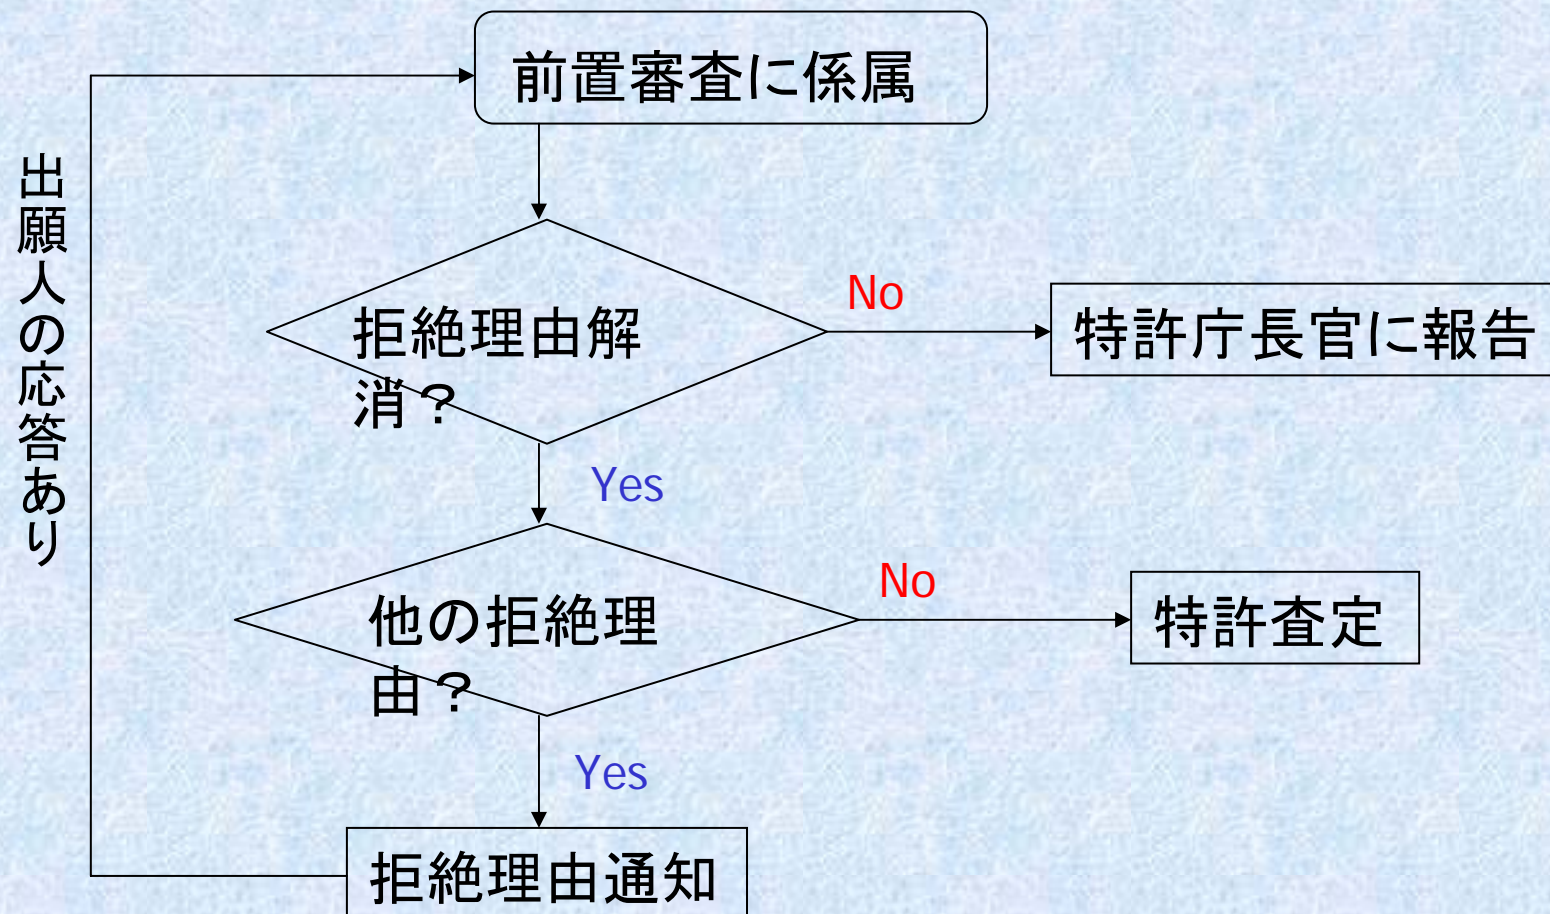 前置審査に係属
出願人の応答あり
拒絶理由解
消？
No
特許庁長官に報告
Yes
他の拒絶理
由？
No
特許査定
Yes
拒絶理由通知